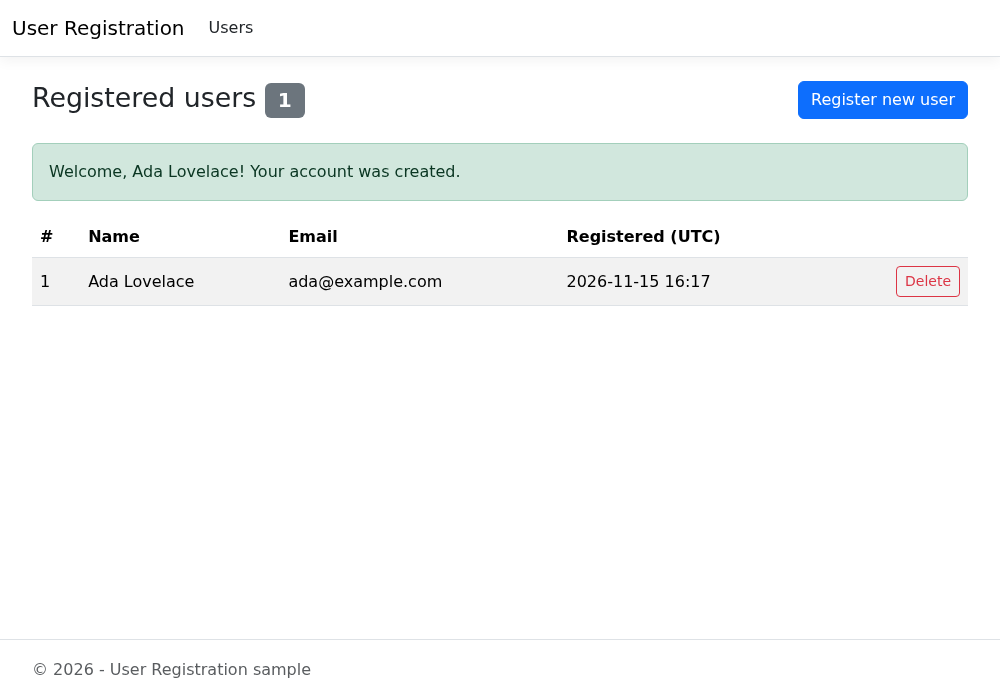 User Registration Users
Registered users 1 Register new user
Welcome, Ada Lovelace! Your account was created.
# Name Email Registered (UTC)
1 Ada Lovelace ada@example.com 2026-11-15 16:17 Delete
© 2026 - User Registration sample